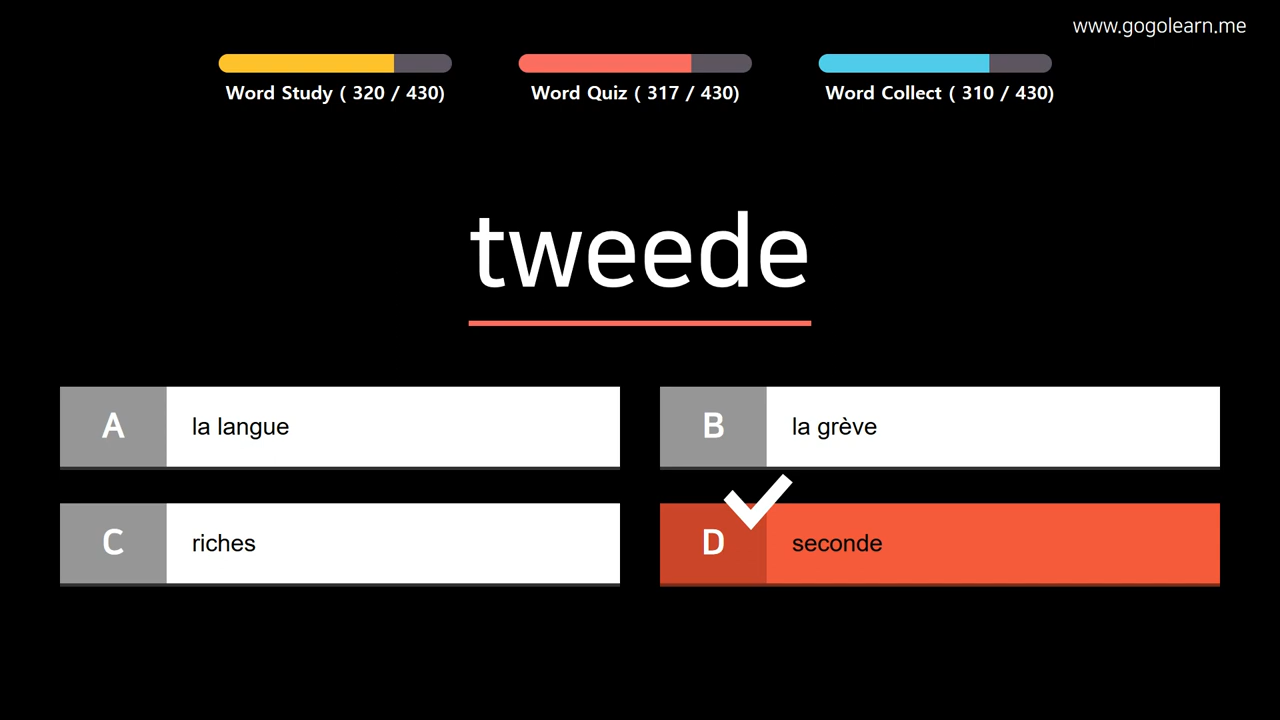 www.gogolearn.me
Word Study ( 320 / 430)
Word Quiz ( 317 / 430)
Word Collect ( 310 / 430)
tweede
A la langue
B la grève
C riches
D seconde